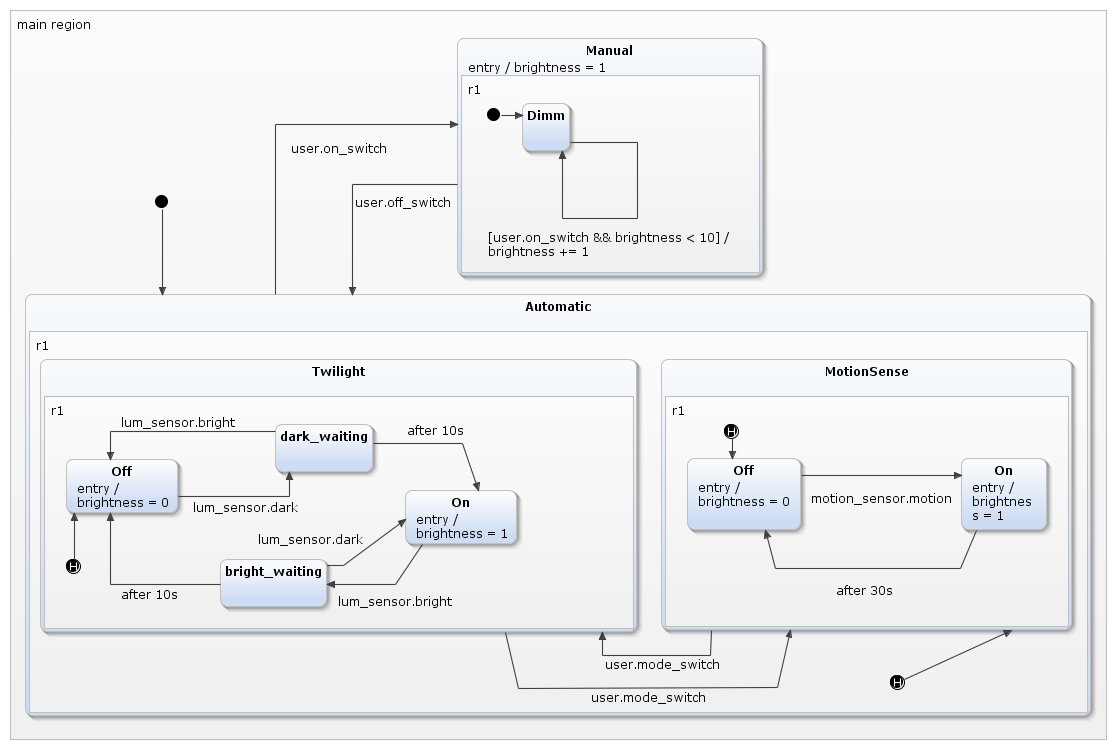 main region
Manual
entry / brightness = 1
r1
Dimm
user.on_switch
user.off_switch
[user.on_switch && brightness < 10] /
brightness += 1
Automatic
r1
Twilight
r1
lum_sensor.bright
dark_waiting
after 10s
Off
entry /
brightness = 0
lum_sensor.dark
On
entry /
brightness = 1
lum_sensor.dark
H
bright_waiting
after 10s
lum_sensor.bright
MotionSense
r1
H
Off
entry /
brightness = 0
motion_sensor.motion
On
entry /
brightnes
s = 1
after 30s
user.mode_switch
user.mode_switch
H